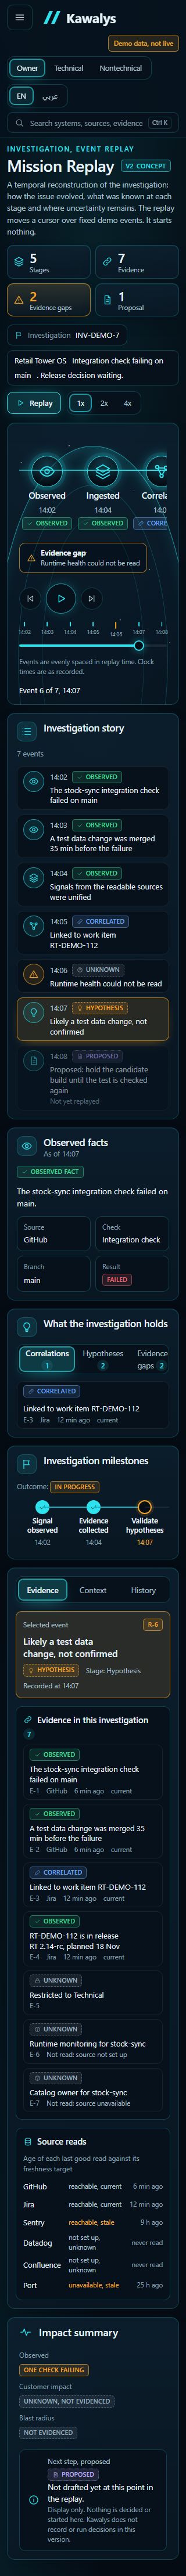 Kawalys
Demo data, not live
Owner Technical Nontechnical
EN عربي
Search systems, sources, evidence Ctrl K
INVESTIGATION, EVENT REPLAY
Mission Replay V2 CONCEPT
A temporal reconstruction of the investigation:
how the issue evolved, what was known at each
stage and where uncertainty remains. The replay
moves a cursor over fixed demo events. It starts
nothing.
5
Stages
7
Evidence
2
Evidence gaps
1
Proposal
Investigation INV-DEMO-7
Retail Tower OS Integration check failing on
main . Release decision waiting.
Replay 1x 2x 4x
Observed Ingested Correla
14:02 14:04 14:0
OBSERVED OBSERVED CORRE
Evidence gap
Runtime health could not be read
14:02 14:03 14:04 14:05 14:06 14:07 14:08
Events are evenly spaced in replay time. Clock
times are as recorded.
Event 6 of 7, 14:07
Investigation story
7 events
14:02 OBSERVED
The stock-sync integration check
failed on main
14:03 OBSERVED
A test data change was merged
35 min before the failure
14:04 OBSERVED
Signals from the readable sources
were unified
14:05 CORRELATED
Linked to work item
RT-DEMO-112
14:06 UNKNOWN
Runtime health could not be read
14:07 HYPOTHESIS
Likely a test data change, not
confirmed
14:08 PROPOSED
Proposed: hold the candidate
build until the test is checked
again
Not yet replayed
Observed facts
As of 14:07
OBSERVED FACT
The stock-sync integration check failed on
main.
Source
GitHub
Check
Integration check
Branch
main
Result
FAILED
What the investigation holds
Correlations 1
Hypotheses 2
Evidence gaps 2
CORRELATED
Linked to work item RT-DEMO-112
E-3 Jira 12 min ago current
Investigation milestones
Outcome: IN PROGRESS
Signal observed
Evidence collected
Validate hypotheses
14:02 14:04 14:07
Evidence Context History
Selected event R-6
Likely a test data
change, not confirmed
HYPOTHESIS Stage: Hypothesis
Recorded at 14:07
Evidence in this investigation
7
OBSERVED
The stock-sync integration check
failed on main
E-1 GitHub 6 min ago current
OBSERVED
A test data change was merged 35
min before the failure
E-2 GitHub 6 min ago current
CORRELATED
Linked to work item RT-DEMO-112
E-3 Jira 12 min ago current
OBSERVED
RT-DEMO-112 is in release
RT 2.14-rc, planned 18 Nov
E-4 Jira 12 min ago current
UNKNOWN
Restricted to Technical
E-5
UNKNOWN
Runtime monitoring for stock-sync
E-6 Not read: source not set up
UNKNOWN
Catalog owner for stock-sync
E-7 Not read: source unavailable
Source reads
Age of each last good read against its
freshness target
GitHub reachable, current 6 min ago
Jira reachable, current 12 min ago
Sentry reachable, stale 9 h ago
Datadog not set up, unknown never read
Confluence not set up, unknown never read
Port unavailable, stale 25 h ago
Impact summary
Observed
ONE CHECK FAILING
Customer impact
UNKNOWN, NOT EVIDENCED
Blast radius
NOT EVIDENCED
Next step, proposed
PROPOSED
Not drafted yet at this point in
the replay.
Display only. Nothing is decided or
started here. Kawalys does not
record or run decisions in this
version.